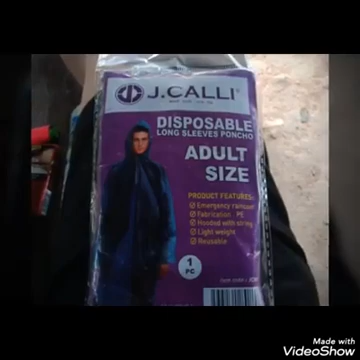 J.CALLI®
DISPOSABLE
LONG SLEEVES PONCHO
ADULT
SIZE
PRODUCT FEATURES:
Emergency raincoat
Fabrication PE
Hooded with string
Light weight
Reusable
1
PC
Made with
VideoShow